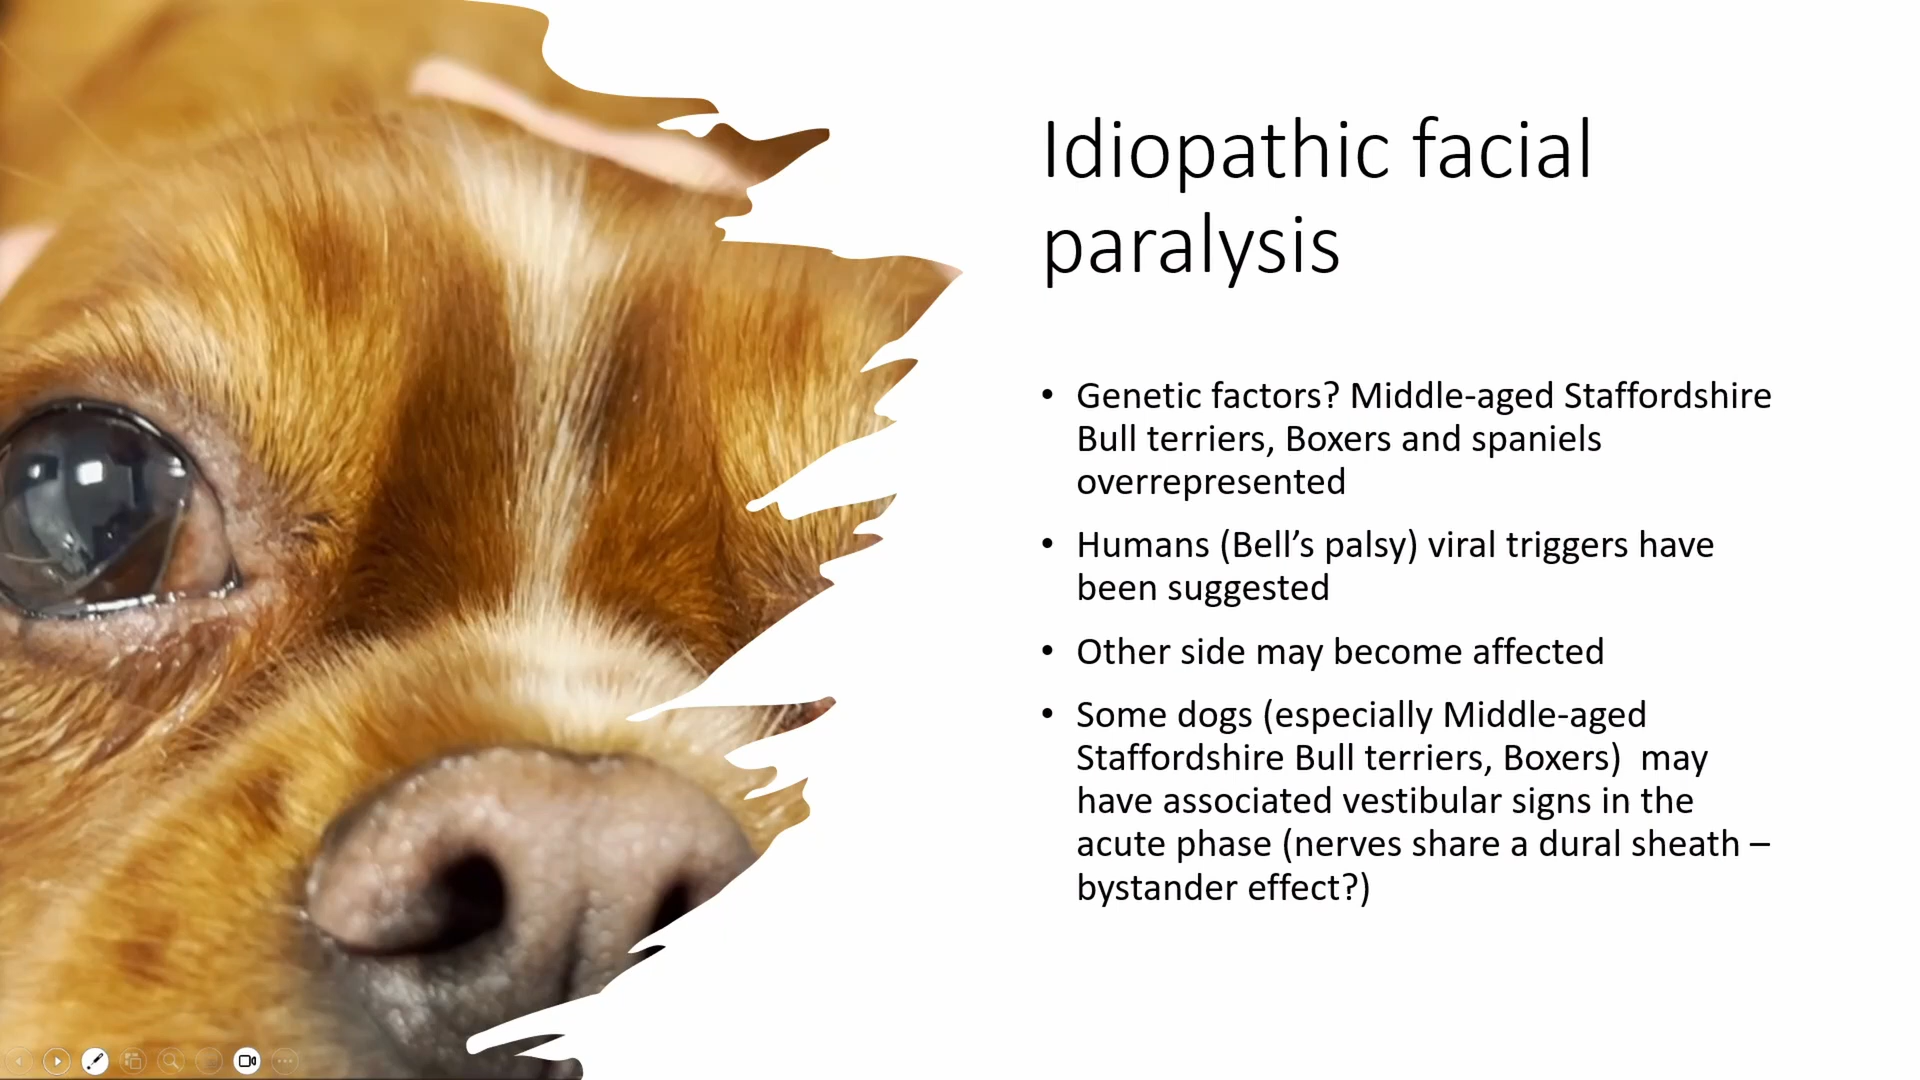 Idiopathic facial
paralysis
• Genetic factors? Middle-aged Staffordshire
Bull terriers, Boxers and spaniels
overrepresented
• Humans (Bell’s palsy) viral triggers have
been suggested
• Other side may become affected
• Some dogs (especially Middle-aged
Staffordshire Bull terriers, Boxers)  may
have associated vestibular signs in the
acute phase (nerves share a dural sheath –
bystander effect?)